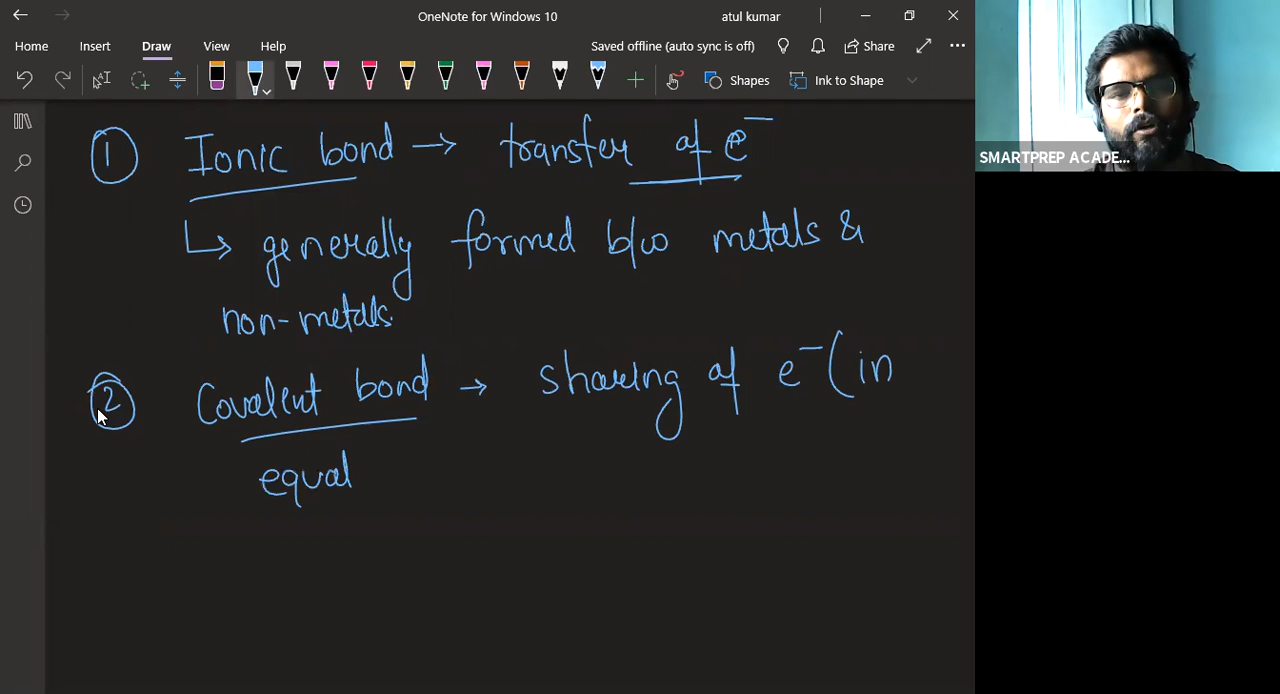 OneNote for Windows 10
atul kumar
Home Insert Draw View Help
Saved offline (auto sync is off)
Share
Shapes
Ink to Shape
SMARTPREP ACADE...
① Ionic bond → transfer of e⁻
↳ generally formed b/w metals &
non-metals.
② Covalent bond → sharing of e⁻ (in
equal